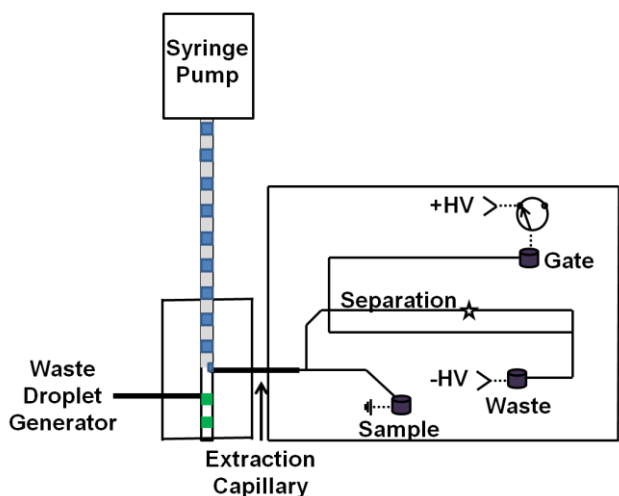 Syringe
Pump
+HV
Gate
Separation
Waste
Droplet
Generator
-HV
Waste
Sample
Extraction
Capillary